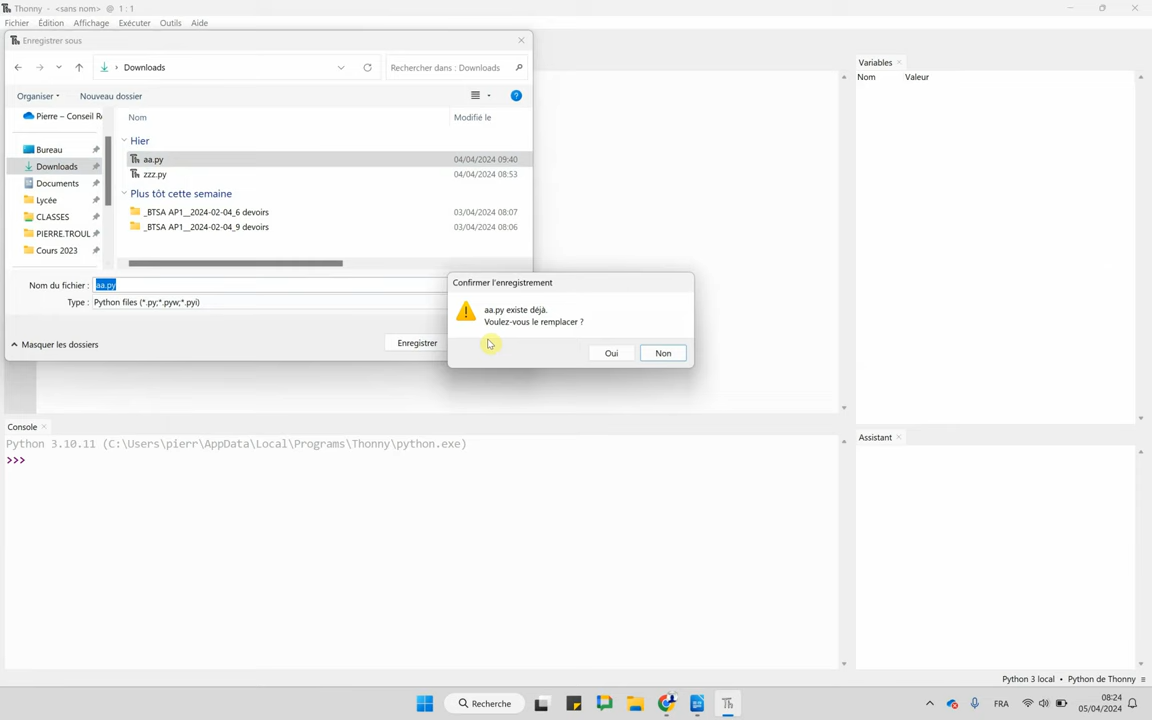 Thonny - <sans nom> @ 1 : 1
Fichier Édition Affichage Exécuter Outils Aide
Enregistrer sous
Downloads
Rechercher dans : Downloads
Organiser
Nouveau dossier
Pierre – Conseil R
Bureau
Downloads
Documents
Lycée
CLASSES
PIERRE.TROUL
Cours 2023
Nom
Modifié le
Hier
aa.py 04/04/2024 09:40
zzz.py 04/04/2024 08:53
Plus tôt cette semaine
_BTSA AP1__2024-02-04_6 devoirs 03/04/2024 08:07
_BTSA AP1__2024-02-04_9 devoirs 03/04/2024 08:06
Nom du fichier : aa.py
Type : Python files (*.py;*.pyw;*.pyi)
Masquer les dossiers
Enregistrer
Confirmer l'enregistrement
aa.py existe déjà.
Voulez-vous le remplacer ?
Oui
Non
Variables
Nom Valeur
Console
Python 3.10.11 (C:\Users\pierr\AppData\Local\Programs\Thonny\python.exe)
>>>
Assistant
Python 3 local • Python de Thonny
Recherche
FRA
08:24
05/04/2024